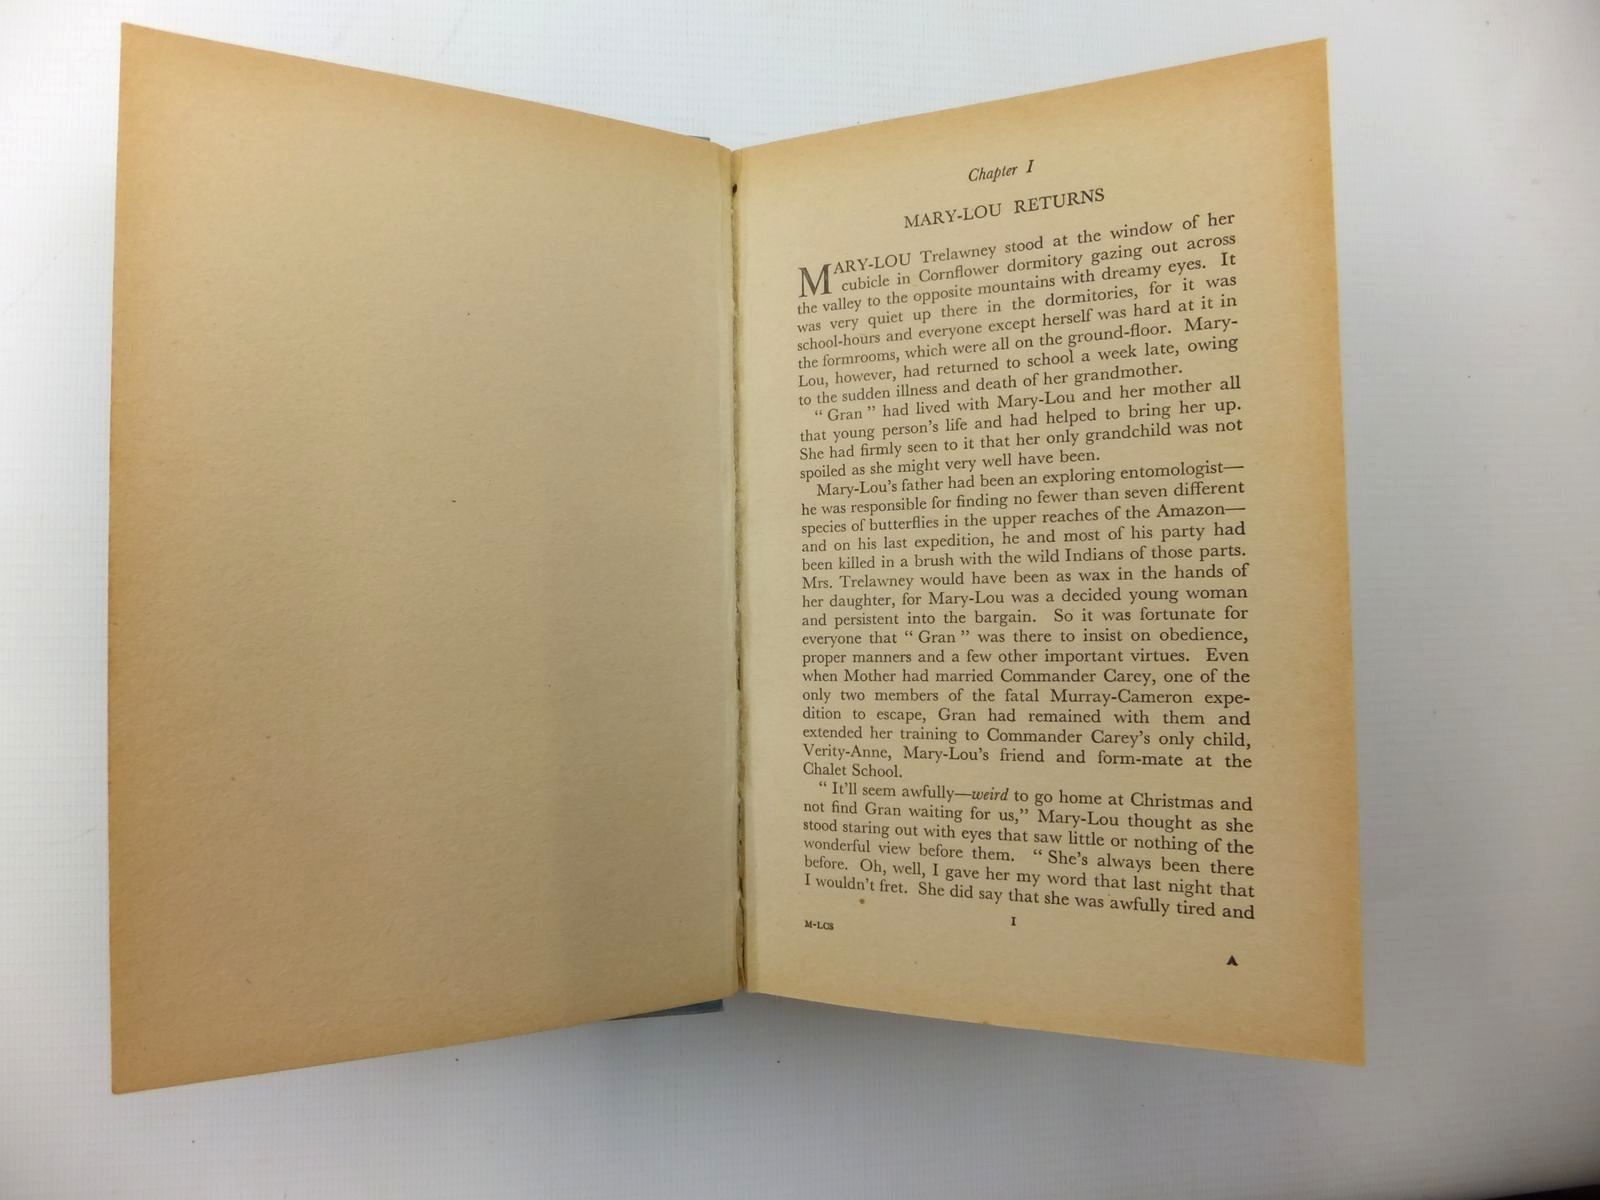 Chapter I
MARY-LOU RETURNS
MARY-LOU Trelawney stood at the window of her
cubicle in Cornflower dormitory gazing out across
the valley to the opposite mountains with dreamy eyes. It
was very quiet up there in the dormitories, for it was
school-hours and everyone except herself was hard at it in
the formrooms, which were all on the ground-floor. Mary-
Lou, however, had returned to school a week late, owing
to the sudden illness and death of her grandmother.
“ Gran ” had lived with Mary-Lou and her mother all
that young person's life and had helped to bring her up.
She had firmly seen to it that her only grandchild was not
spoiled as she might very well have been.
Mary-Lou's father had been an exploring entomologist—
he was responsible for finding no fewer than seven different
species of butterflies in the upper reaches of the Amazon—
and on his last expedition, he and most of his party had
been killed in a brush with the wild Indians of those parts.
Mrs. Trelawney would have been as wax in the hands of
her daughter, for Mary-Lou was a decided young woman
and persistent into the bargain. So it was fortunate for
everyone that “ Gran ” was there to insist on obedience,
proper manners and a few other important virtues. Even
when Mother had married Commander Carey, one of the
only two members of the fatal Murray-Cameron expe-
dition to escape, Gran had remained with them and
extended her training to Commander Carey's only child,
Verity-Anne, Mary-Lou's friend and form-mate at the
Chalet School.
“ It'll seem awfully—weird to go home at Christmas and
not find Gran waiting for us,” Mary-Lou thought as she
stood staring out with eyes that saw little or nothing of the
wonderful view before them. “ She's always been there
before. Oh, well, I gave her my word that last night that
I wouldn't fret. She did say that she was awfully tired and
M-LCS 1
A